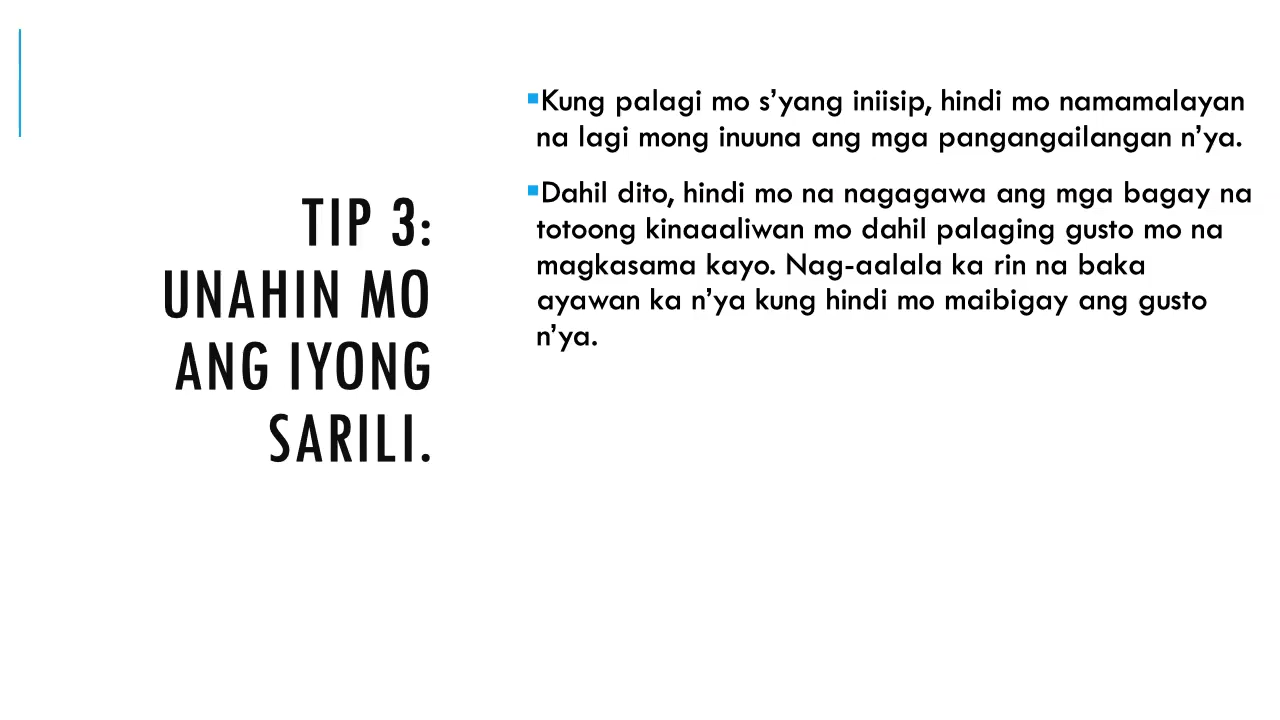 TIP 3:
UNAHIN MO
ANG IYONG
SARILI.
▪Kung palagi mo s’yang iniisip, hindi mo namamalayan
na lagi mong inuuna ang mga pangangailangan n’ya.
▪Dahil dito, hindi mo na nagagawa ang mga bagay na
totoong kinaaaliwan mo dahil palaging gusto mo na
magkasama kayo. Nag-aalala ka rin na baka
ayawan ka n’ya kung hindi mo maibigay ang gusto
n’ya.